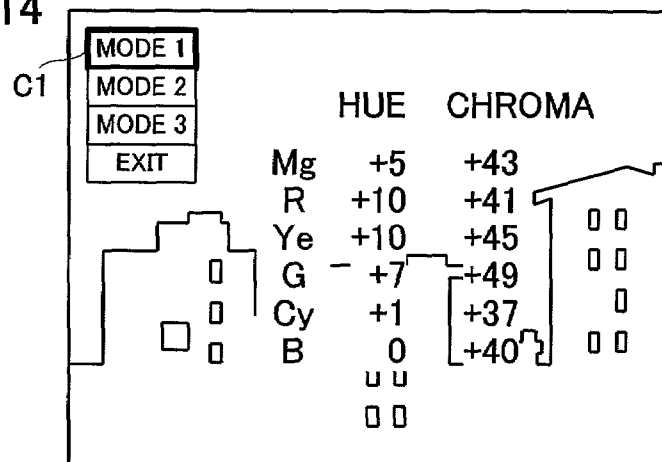 14
C1
MODE 1
MODE 2
MODE 3
EXIT
HUE CHROMA
Mg +5 +43
R +10 +41
Ye +10 +45
G +7 +49
Cy +1 +37
B 0 +40